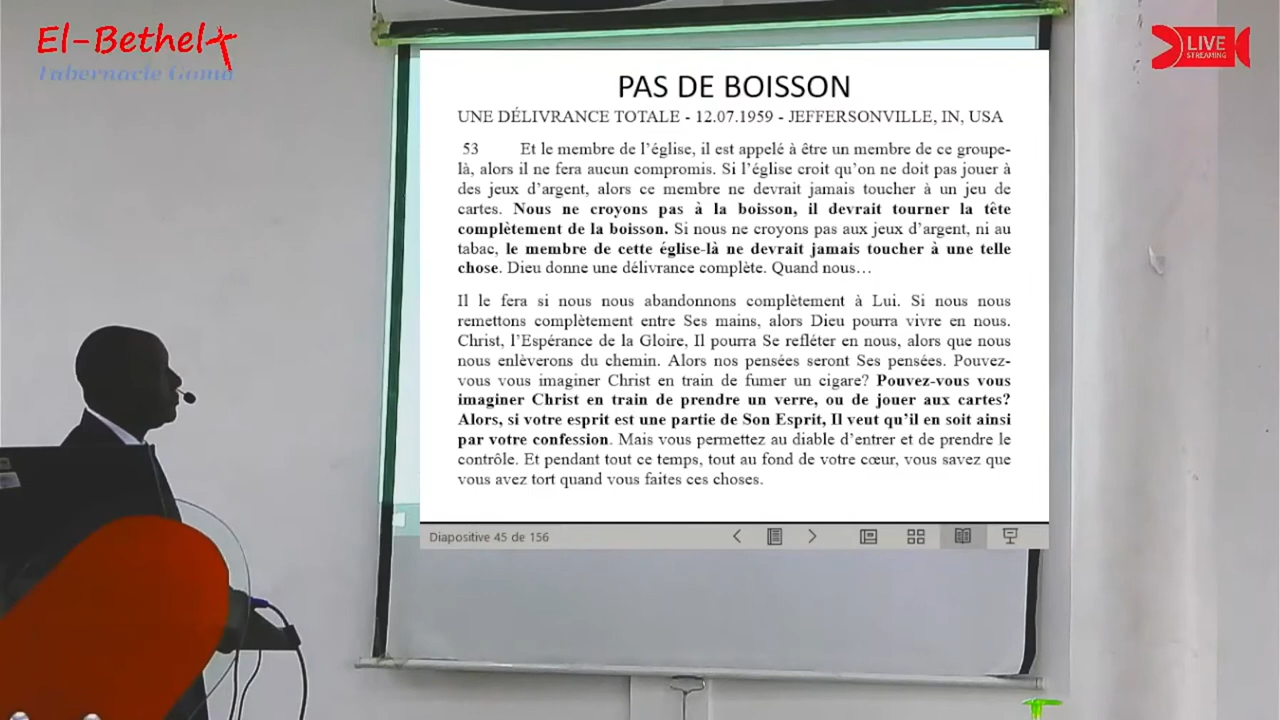 El-Bethel
Tabernacle Goma
LIVE
STREAMING
PAS DE BOISSON
UNE DÉLIVRANCE TOTALE - 12.07.1959 - JEFFERSONVILLE, IN, USA
53 Et le membre de l'église, il est appelé à être un membre de ce groupe-
là, alors il ne fera aucun compromis. Si l'église croit qu'on ne doit pas jouer à
des jeux d'argent, alors ce membre ne devrait jamais toucher à un jeu de
cartes. Nous ne croyons pas à la boisson, il devrait tourner la tête
complètement de la boisson. Si nous ne croyons pas aux jeux d'argent, ni au
tabac, le membre de cette église-là ne devrait jamais toucher à une telle
chose. Dieu donne une délivrance complète. Quand nous…
Il le fera si nous nous abandonnons complètement à Lui. Si nous nous
remettons complètement entre Ses mains, alors Dieu pourra vivre en nous.
Christ, l'Espérance de la Gloire, Il pourra Se refléter en nous, alors que nous
nous enlèverons du chemin. Alors nos pensées seront Ses pensées. Pouvez-
vous vous imaginer Christ en train de fumer un cigare? Pouvez-vous vous
imaginer Christ en train de prendre un verre, ou de jouer aux cartes?
Alors, si votre esprit est une partie de Son Esprit, Il veut qu'il en soit ainsi
par votre confession. Mais vous permettez au diable d'entrer et de prendre le
contrôle. Et pendant tout ce temps, tout au fond de votre cœur, vous savez que
vous avez tort quand vous faites ces choses.
Diapositive 45 de 156